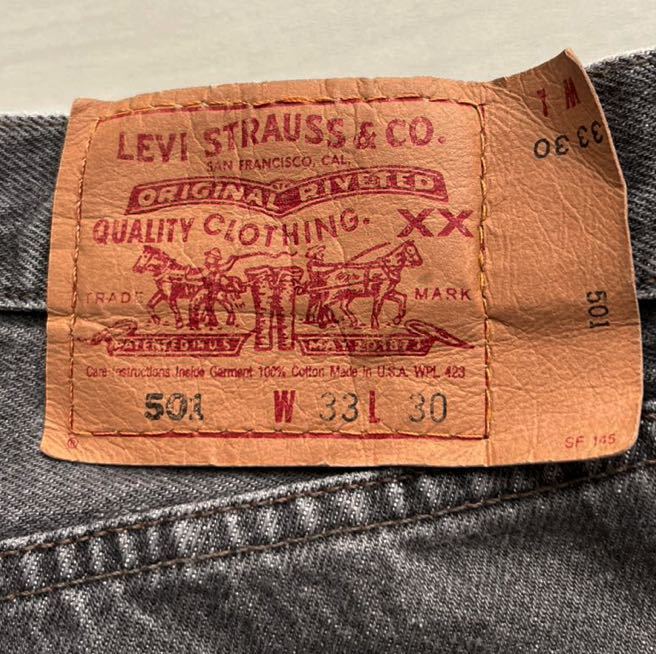 LEVI STRAUSS & CO.
SAN FRANCISCO, CAL.
ORIGINAL RIVETED
QUALITY CLOTHING. XX
TRADE MARK
PATENTED IN U.S. MAY 20 1873
Care Instructions Inside Garment 100% Cotton Made in U.S.A. WPL 423
501 W 33 L 30
® SF 145
W L
33 30
501